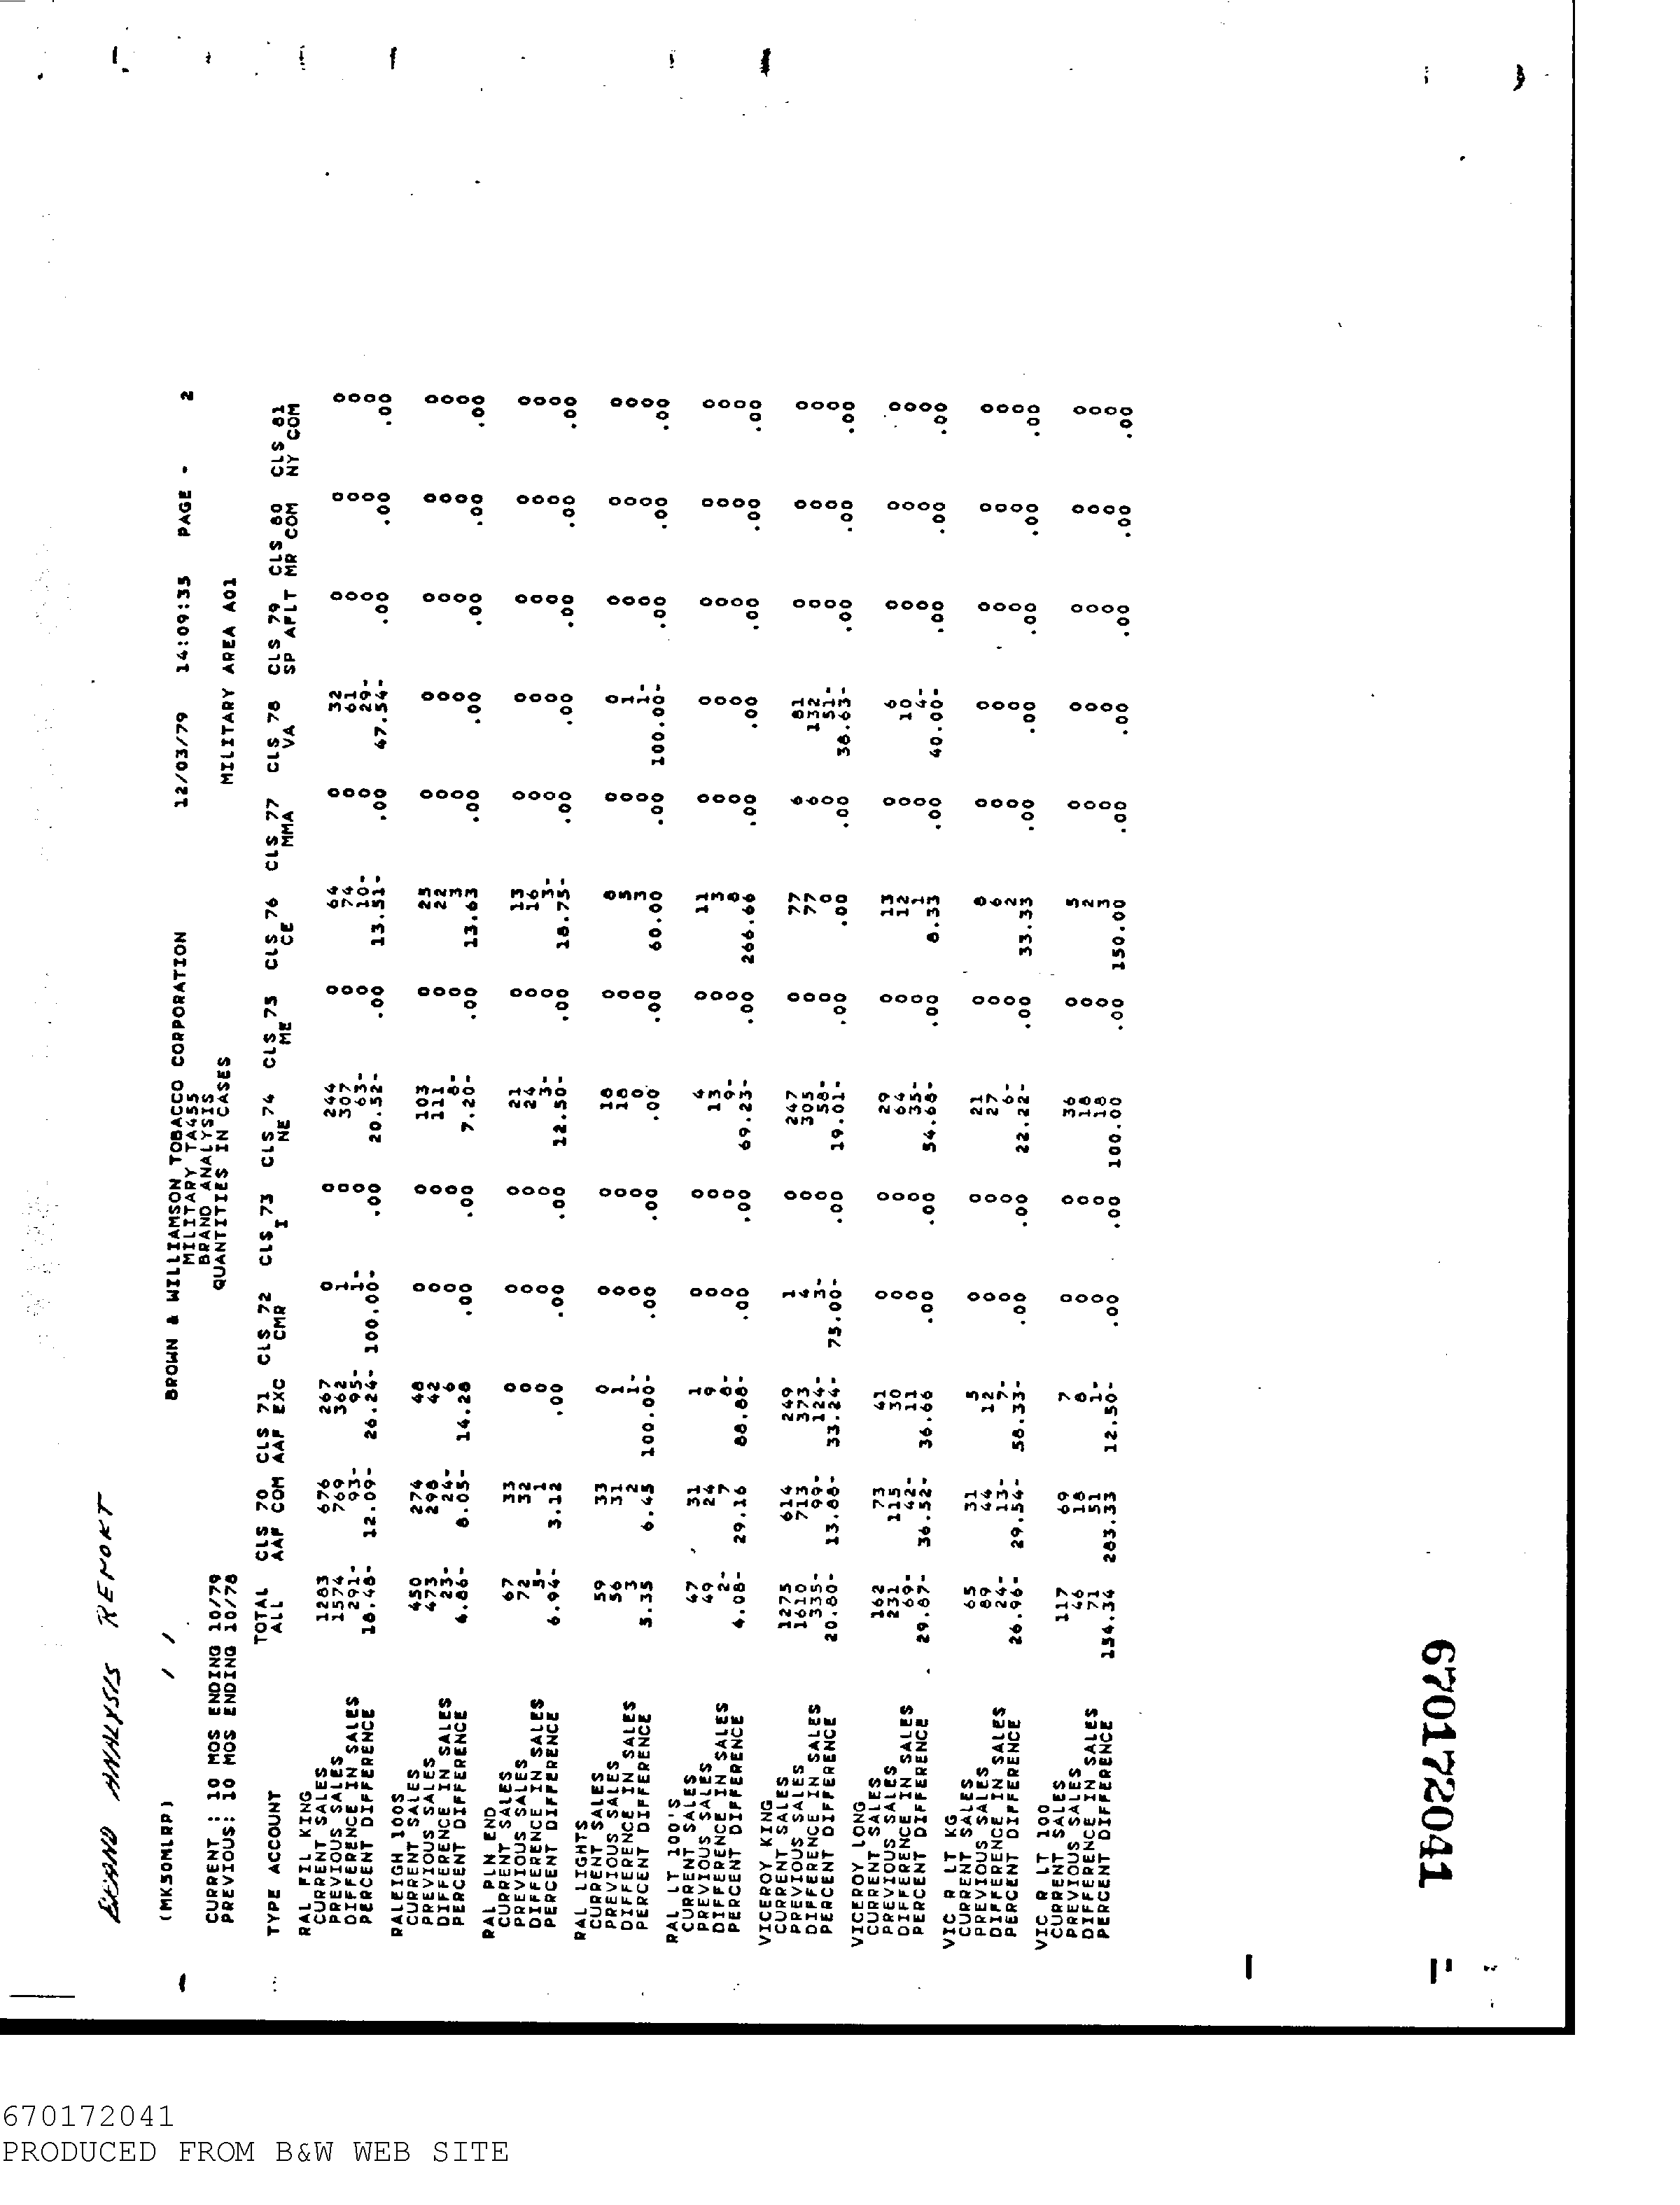 BRAND ANALYSIS REPORT
(MK50MLRP) / / BROWN & WILLIAMSON TOBACCO CORPORATION 12/03/79 14:09:35 PAGE - 2
MILITARY TA455
BRAND ANALYSIS
CURRENT : 10 MOS ENDING 10/79 QUANTITIES IN CASES MILITARY AREA A01
PREVIOUS: 10 MOS ENDING 10/78
TOTAL CLS 70 CLS 71 CLS 72 CLS 73 CLS 74 CLS 75 CLS 76 CLS 77 CLS 78 CLS 79 CLS 80 CLS 81
TYPE ACCOUNT ALL AAF COM AAF EXC CMR I NE ME CE MMA VA SP AFLT MR COM NY COM
RAL FIL KING
CURRENT SALES 1283 676 267 0 0 244 0 64 0 32 0 0 0
PREVIOUS SALES 1574 769 362 1 0 307 0 74 0 61 0 0 0
DIFFERENCE IN SALES 291- 93- 95- 1- 0 63- 0 10- 0 29- 0 0 0
PERCENT DIFFERENCE 18.48- 12.09- 26.24- 100.00- .00 20.52- .00 13.51- .00 47.54- .00 .00 .00
RALEIGH 100S
CURRENT SALES 450 274 48 0 0 103 0 25 0 0 0 0 0
PREVIOUS SALES 473 298 42 0 0 111 0 22 0 0 0 0 0
DIFFERENCE IN SALES 23- 24- 6 0 0 8- 0 3 0 0 0 0 0
PERCENT DIFFERENCE 4.86- 8.05- 14.28 .00 .00 7.20- .00 13.63 .00 .00 .00 .00 .00
RAL PLN END
CURRENT SALES 67 33 0 0 0 21 0 13 0 0 0 0 0
PREVIOUS SALES 72 32 0 0 0 24 0 16 0 0 0 0 0
DIFFERENCE IN SALES 5- 1 0 0 0 3- 0 3- 0 0 0 0 0
PERCENT DIFFERENCE 6.94- 3.12 .00 .00 .00 12.50- .00 18.75- .00 .00 .00 .00 .00
RAL LIGHTS
CURRENT SALES 59 33 0 0 0 18 0 8 0 0 0 0 0
PREVIOUS SALES 56 31 1 0 0 18 0 5 0 1 0 0 0
DIFFERENCE IN SALES 3 2 1- 0 0 0 0 3 0 1- 0 0 0
PERCENT DIFFERENCE 5.35 6.45 100.00- .00 .00 .00 .00 60.00 .00 100.00- .00 .00 .00
RAL LT 100'S
CURRENT SALES 47 31 1 0 0 4 0 11 0 0 0 0 0
PREVIOUS SALES 49 24 9 0 0 13 0 3 0 0 0 0 0
DIFFERENCE IN SALES 2- 7 8- 0 0 9- 0 8 0 0 0 0 0
PERCENT DIFFERENCE 4.08- 29.16 88.88- .00 .00 69.23- .00 266.66 .00 .00 .00 .00 .00
VICEROY KING
CURRENT SALES 1275 614 249 1 0 247 0 77 6 81 0 0 0
PREVIOUS SALES 1610 713 373 4 0 305 0 77 6 132 0 0 0
DIFFERENCE IN SALES 335- 99- 124- 3- 0 58- 0 0 0 51- 0 0 0
PERCENT DIFFERENCE 20.80- 13.88- 33.24- 75.00- .00 19.01- .00 .00 .00 38.63- .00 .00 .00
VICEROY LONG
CURRENT SALES 162 73 41 0 0 29 0 13 0 6 0 0 0
PREVIOUS SALES 231 115 30 0 0 64 0 12 0 10 0 0 0
DIFFERENCE IN SALES 69- 42- 11 0 0 35- 0 1 0 4- 0 0 0
PERCENT DIFFERENCE 29.87- 36.52- 36.66 .00 .00 54.68- .00 8.33 .00 40.00- .00 .00 .00
VIC R LT KG
CURRENT SALES 65 31 5 0 0 21 0 8 0 0 0 0 0
PREVIOUS SALES 89 44 12 0 0 27 0 6 0 0 0 0 0
DIFFERENCE IN SALES 24- 13- 7- 0 0 6- 0 2 0 0 0 0 0
PERCENT DIFFERENCE 26.96- 29.54- 58.33- .00 .00 22.22- .00 33.33 .00 .00 .00 .00 .00
VIC R LT 100
CURRENT SALES 117 69 7 0 0 36 0 5 0 0 0 0 0
PREVIOUS SALES 46 18 8 0 0 18 0 2 0 0 0 0 0
DIFFERENCE IN SALES 71 51 1- 0 0 18 0 3 0 0 0 0 0
PERCENT DIFFERENCE 154.34 283.33 12.50- .00 .00 100.00 .00 150.00 .00 .00 .00 .00 .00
670172041
670172041
PRODUCED FROM B&W WEB SITE